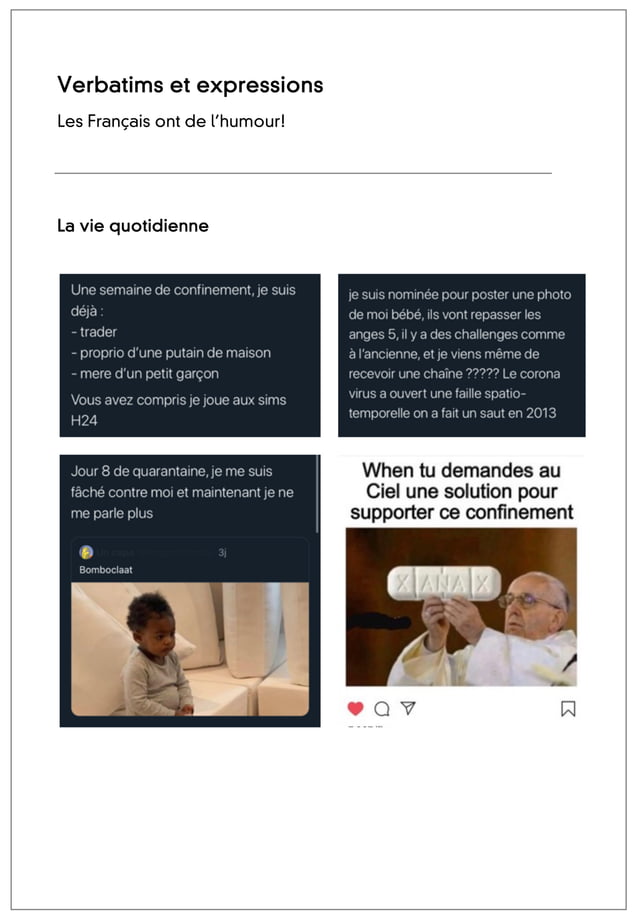 Verbatims et expressions
Les Français ont de l'humour!
La vie quotidienne
Une semaine de confinement, je suis
déjà :
- trader
- proprio d'une putain de maison
- mere d'un petit garçon
Vous avez compris je joue aux sims
H24
je suis nominée pour poster une photo
de moi bébé, ils vont repasser les
anges 5, il y a des challenges comme
à l'ancienne, et je viens même de
recevoir une chaîne ????? Le corona
virus a ouvert une faille spatio-
temporelle on a fait un saut en 2013
Jour 8 de quarantaine, je me suis
fâché contre moi et maintenant je ne
me parle plus
3j
Bomboclaat
When tu demandes au
Ciel une solution pour
supporter ce confinement
XANAX